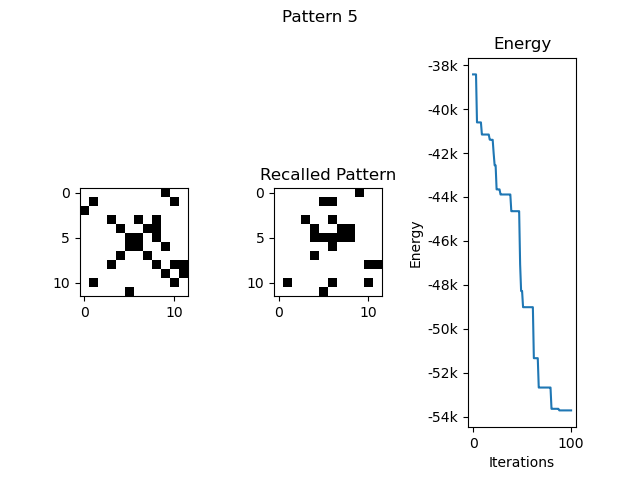 Pattern 5
0
5
10
0
10
Recalled Pattern
0
5
10
0
10
Energy
Energy
-38k
-40k
-42k
-44k
-46k
-48k
-50k
-52k
-54k
0
100
Iterations